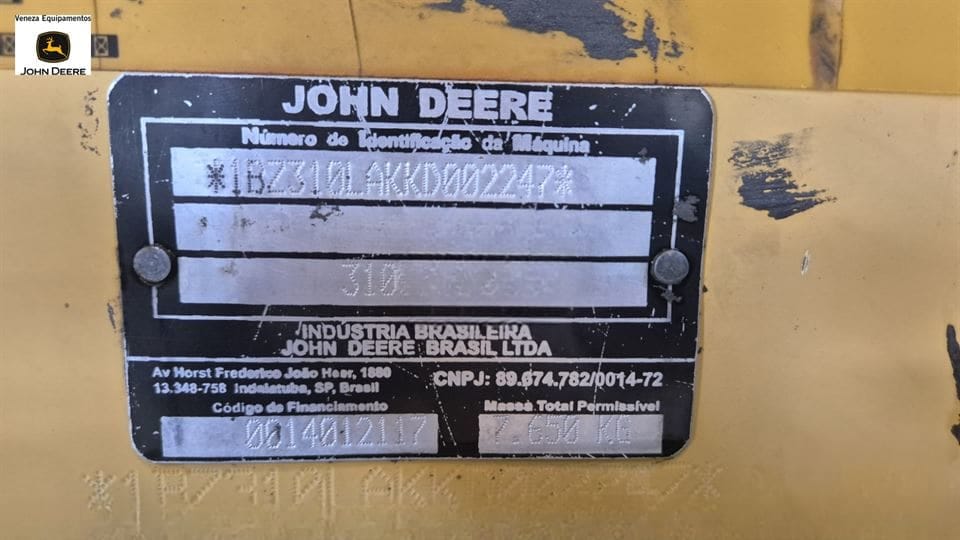 Veneza Equipamentos
JOHN DEERE
JOHN DEERE
Número de Identificação da Máquina
*1BZ310LAKKD002247*
310
INDÚSTRIA BRASILEIRA
JOHN DEERE BRASIL LTDA
Av Horst Frederico João Heer, 1880
13.348-758 Indaiatuba, SP, Brasil
CNPJ: 89.674.782/0014-72
Código de Financiamento
Massa Total Permissível
0014012117
7.650 KG